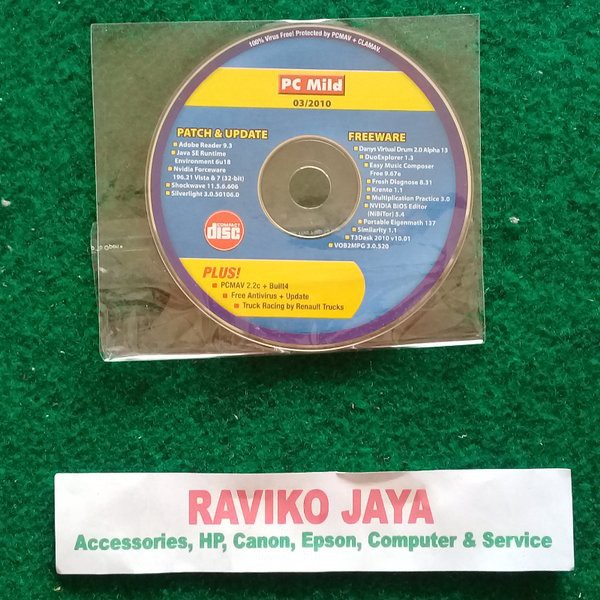 100% Virus Free! Protected by PCMAV + CLAMAV.
PC Mild
03/2010
PATCH & UPDATE
Adobe Reader 9.3
Java SE Runtime
Environment 6u18
Nvidia Forceware
196.21 Vista & 7 (32-bit)
Shockwave 11.5.6.606
Silverlight 3.0.50106.0
FREEWARE
Danys Virtual Drum 2.0 Alpha 13
DuoExplorer 1.3
Easy Music Composer
Free 9.67e
Fresh Diagnose 8.31
Krento 1.1
Multiplication Practice 3.0
NVIDIA BIOS Editor
(NiBiTor) 5.4
Portable Eigenmath 137
Similarity 1.1
T3Desk 2010 v10.01
VOB2MPG 3.0.520
COMPACT
disc
PLUS!
PCMAV 2.2c + Build4
Free Antivirus + Update
Truck Racing by Renault Trucks
RAVIKO JAYA
Accessories, HP, Canon, Epson, Computer & Service